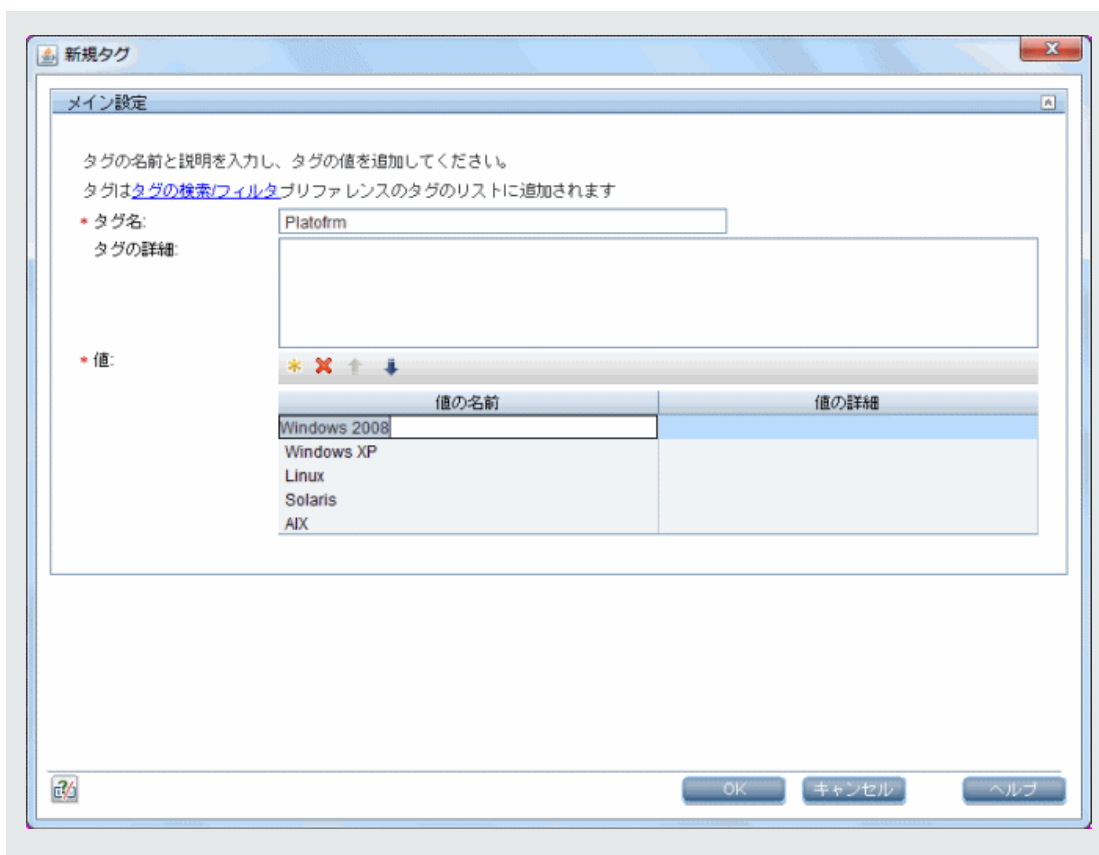 新規タグ
メイン設定
タグの名前と説明を入力し、タグの値を追加してください。
タグはタグの検索/フィルタプリファレンスのタグのリストに追加されます
* タグ名: Platofrm
タグの詳細:
* 値:
値の名前 値の詳細
Windows 2008
Windows XP
Linux
Solaris
AIX
OK キャンセル ヘルプ